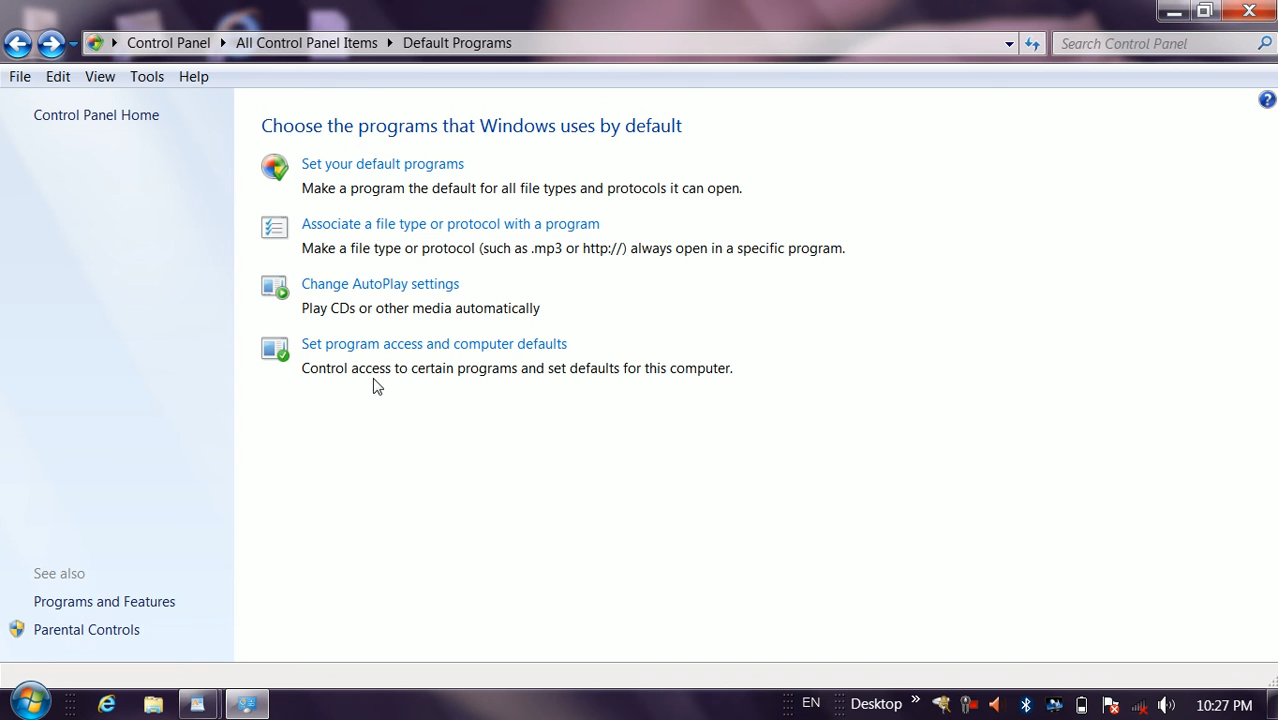 Control Panel All Control Panel Items Default Programs Search Control Panel
File Edit View Tools Help
Control Panel Home
Choose the programs that Windows uses by default
Set your default programs
Make a program the default for all file types and protocols it can open.
Associate a file type or protocol with a program
Make a file type or protocol (such as .mp3 or http://) always open in a specific program.
Change AutoPlay settings
Play CDs or other media automatically
Set program access and computer defaults
Control access to certain programs and set defaults for this computer.
See also
Programs and Features
Parental Controls
EN Desktop » 10:27 PM